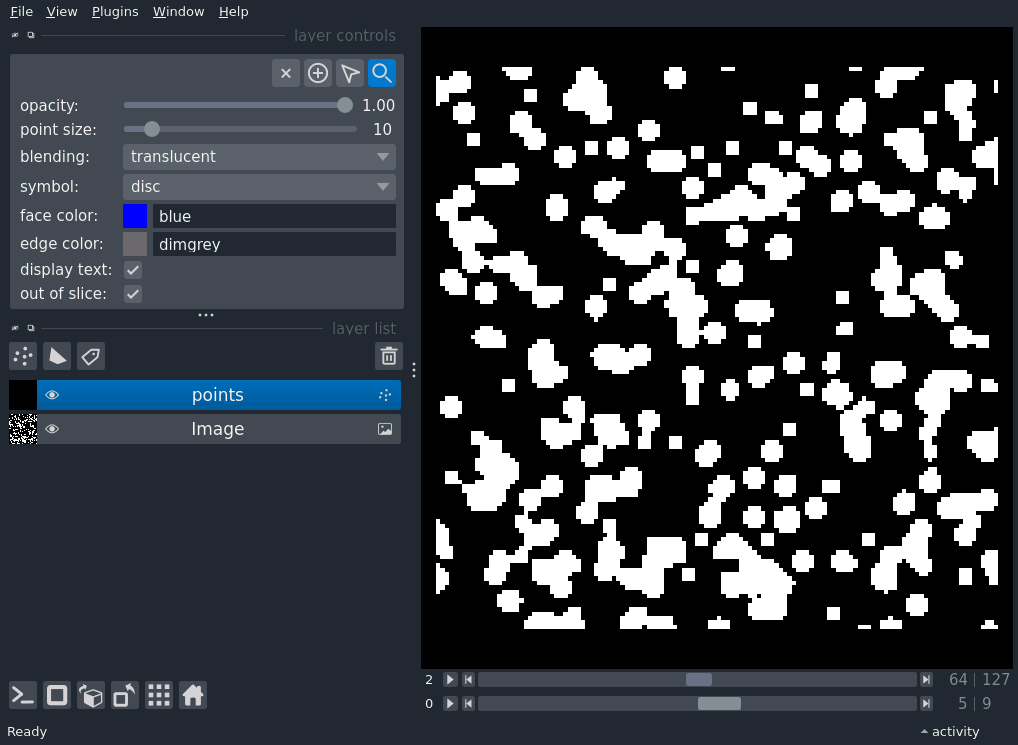 File View Plugins Window Help
layer controls
opacity: 1.00
point size: 10
blending: translucent
symbol: disc
face color: blue
edge color: dimgrey
display text:
out of slice:
layer list
points
Image
2 64 | 127
0 5 | 9
Ready activity